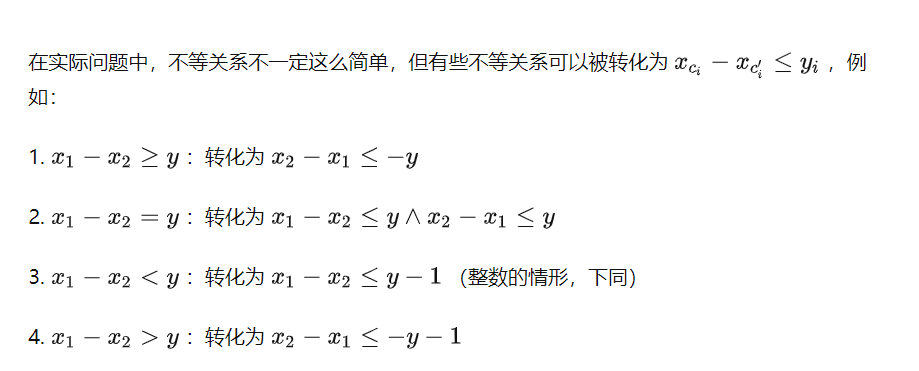 在实际问题中，不等关系不一定这么简单，但有些不等关系可以被转化为 $x_{c_i} - x_{c'_i} \leq y_i$ ，例
如：
1. $x_1 - x_2 \geq y$ ：转化为 $x_2 - x_1 \leq -y$
2. $x_1 - x_2 = y$ ：转化为 $x_1 - x_2 \leq y \wedge x_2 - x_1 \leq y$
3. $x_1 - x_2 < y$ ：转化为 $x_1 - x_2 \leq y - 1$ （整数的情形，下同）
4. $x_1 - x_2 > y$ ：转化为 $x_2 - x_1 \leq -y - 1$